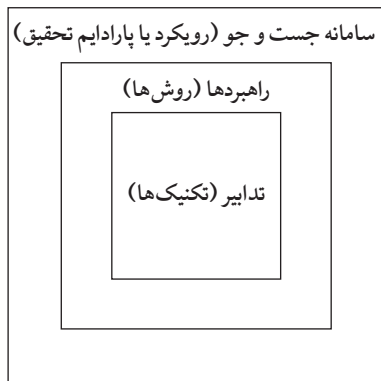 سامانه جست و جو (رویکرد یا پارادایم تحقیق)
راهبردها (روش‌ها)
تدابیر (تکنیک‌ها)